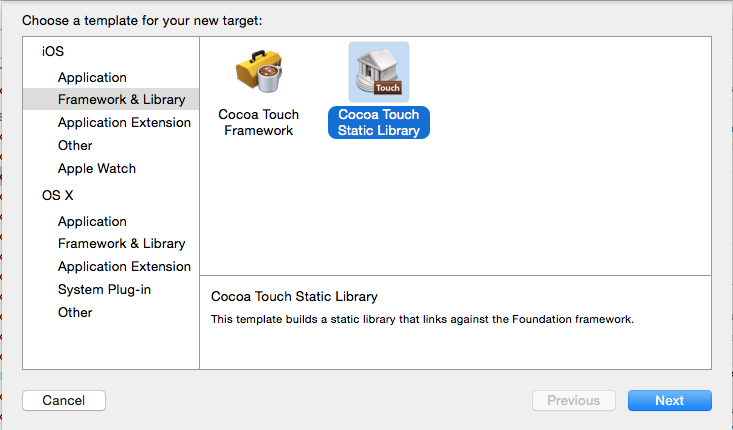 Choose a template for your new target:
iOS
Application
Framework & Library
Application Extension
Other
Apple Watch
OS X
Application
Framework & Library
Application Extension
System Plug-in
Other
Cocoa Touch
Framework
Touch
Cocoa Touch
Static Library
Cocoa Touch Static Library
This template builds a static library that links against the Foundation framework.
Cancel
Previous
Next